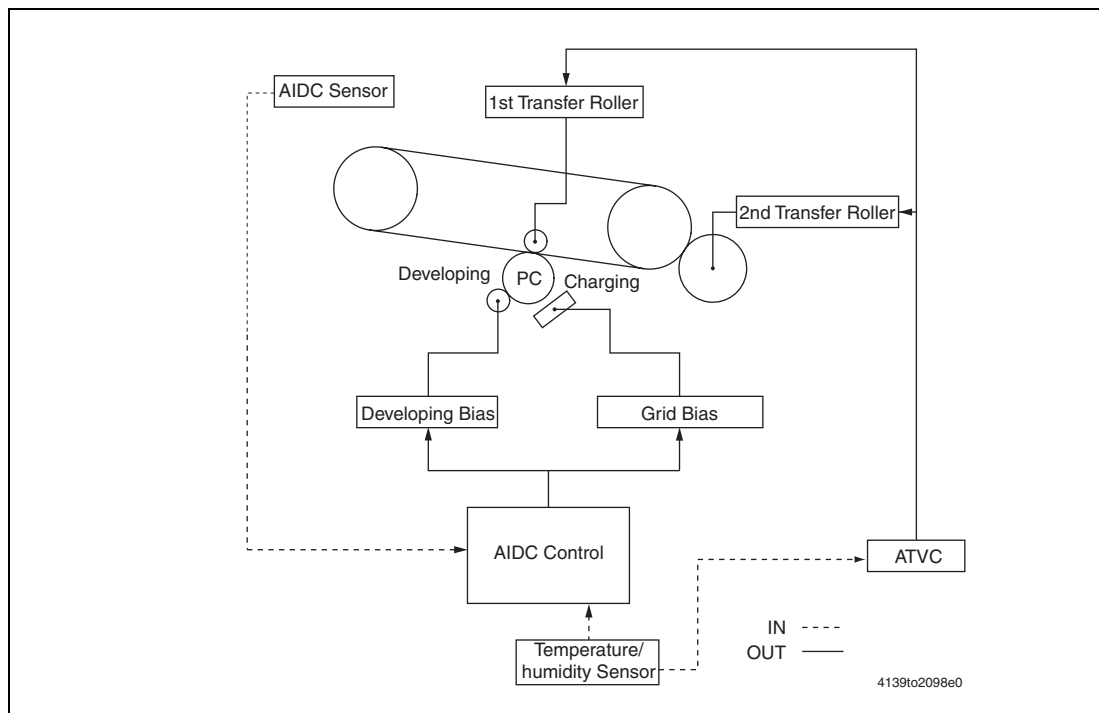 AIDC Sensor
1st Transfer Roller
2nd Transfer Roller
Developing
PC
Charging
Developing Bias
Grid Bias
AIDC Control
ATVC
Temperature/
humidity Sensor
IN
OUT
4139to2098e0